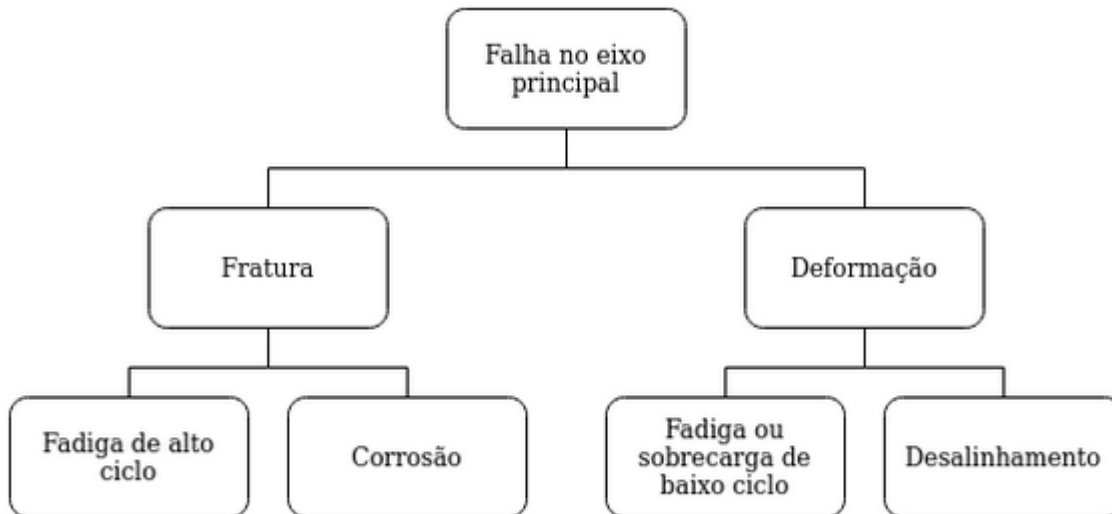 Falha no eixo
principal
Fratura
Deformação
Fadiga de alto
ciclo
Corrosão
Fadiga ou
sobrecarga de
baixo ciclo
Desalinhamento